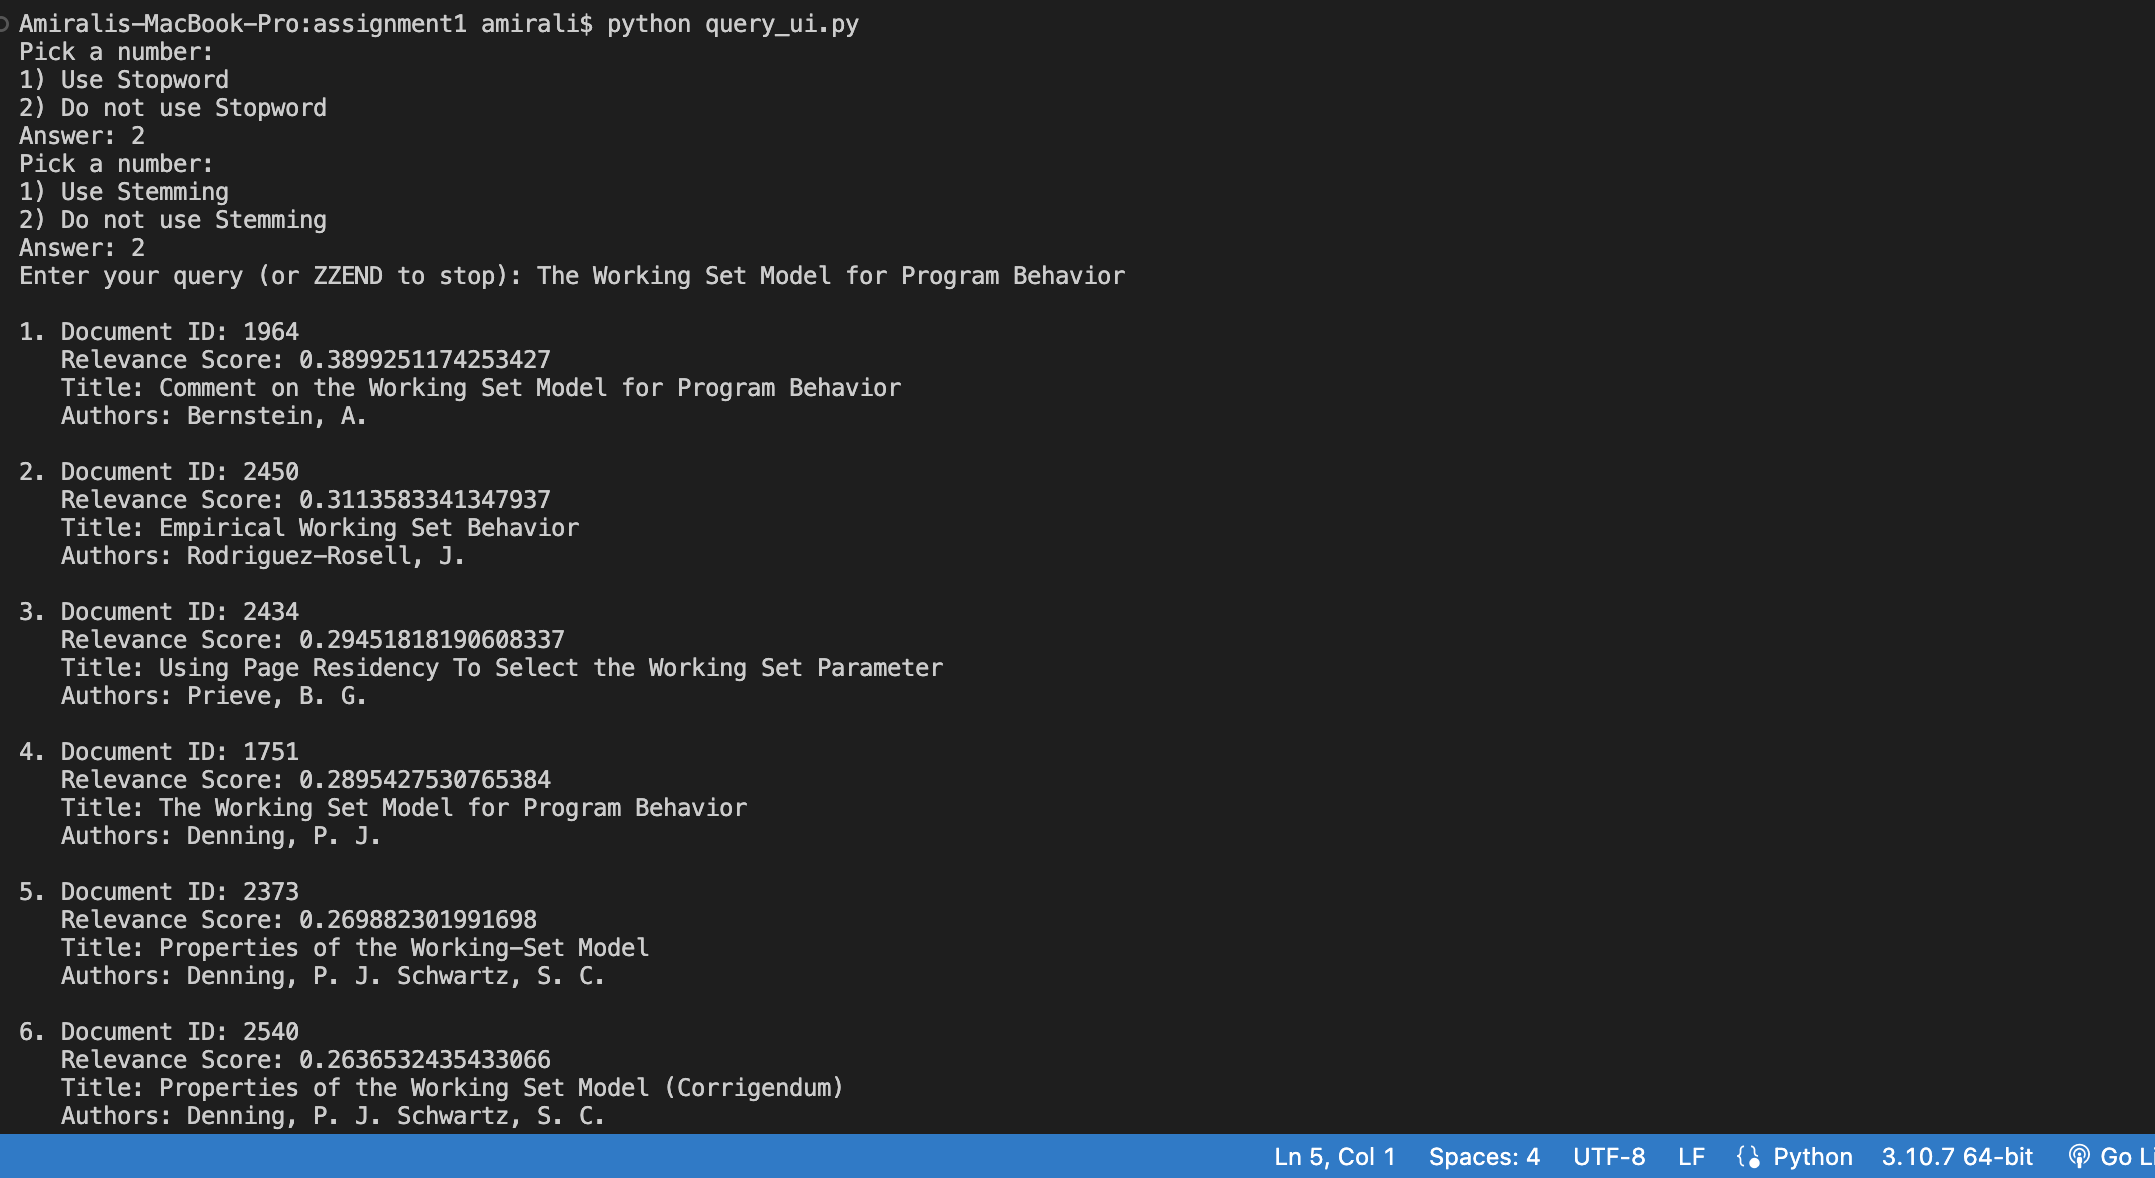 Amiralis-MacBook-Pro:assignment1 amirali$ python query_ui.py
Pick a number:
1) Use Stopword
2) Do not use Stopword
Answer: 2
Pick a number:
1) Use Stemming
2) Do not use Stemming
Answer: 2
Enter your query (or ZZEND to stop): The Working Set Model for Program Behavior
1. Document ID: 1964
Relevance Score: 0.3899251174253427
Title: Comment on the Working Set Model for Program Behavior
Authors: Bernstein, A.
2. Document ID: 2450
Relevance Score: 0.3113583341347937
Title: Empirical Working Set Behavior
Authors: Rodriguez-Rosell, J.
3. Document ID: 2434
Relevance Score: 0.29451818190608337
Title: Using Page Residency To Select the Working Set Parameter
Authors: Prieve, B. G.
4. Document ID: 1751
Relevance Score: 0.2895427530765384
Title: The Working Set Model for Program Behavior
Authors: Denning, P. J.
5. Document ID: 2373
Relevance Score: 0.269882301991698
Title: Properties of the Working-Set Model
Authors: Denning, P. J. Schwartz, S. C.
6. Document ID: 2540
Relevance Score: 0.2636532435433066
Title: Properties of the Working Set Model (Corrigendum)
Authors: Denning, P. J. Schwartz, S. C.
Ln 5, Col 1 Spaces: 4 UTF-8 LF Python 3.10.7 64-bit Go Li